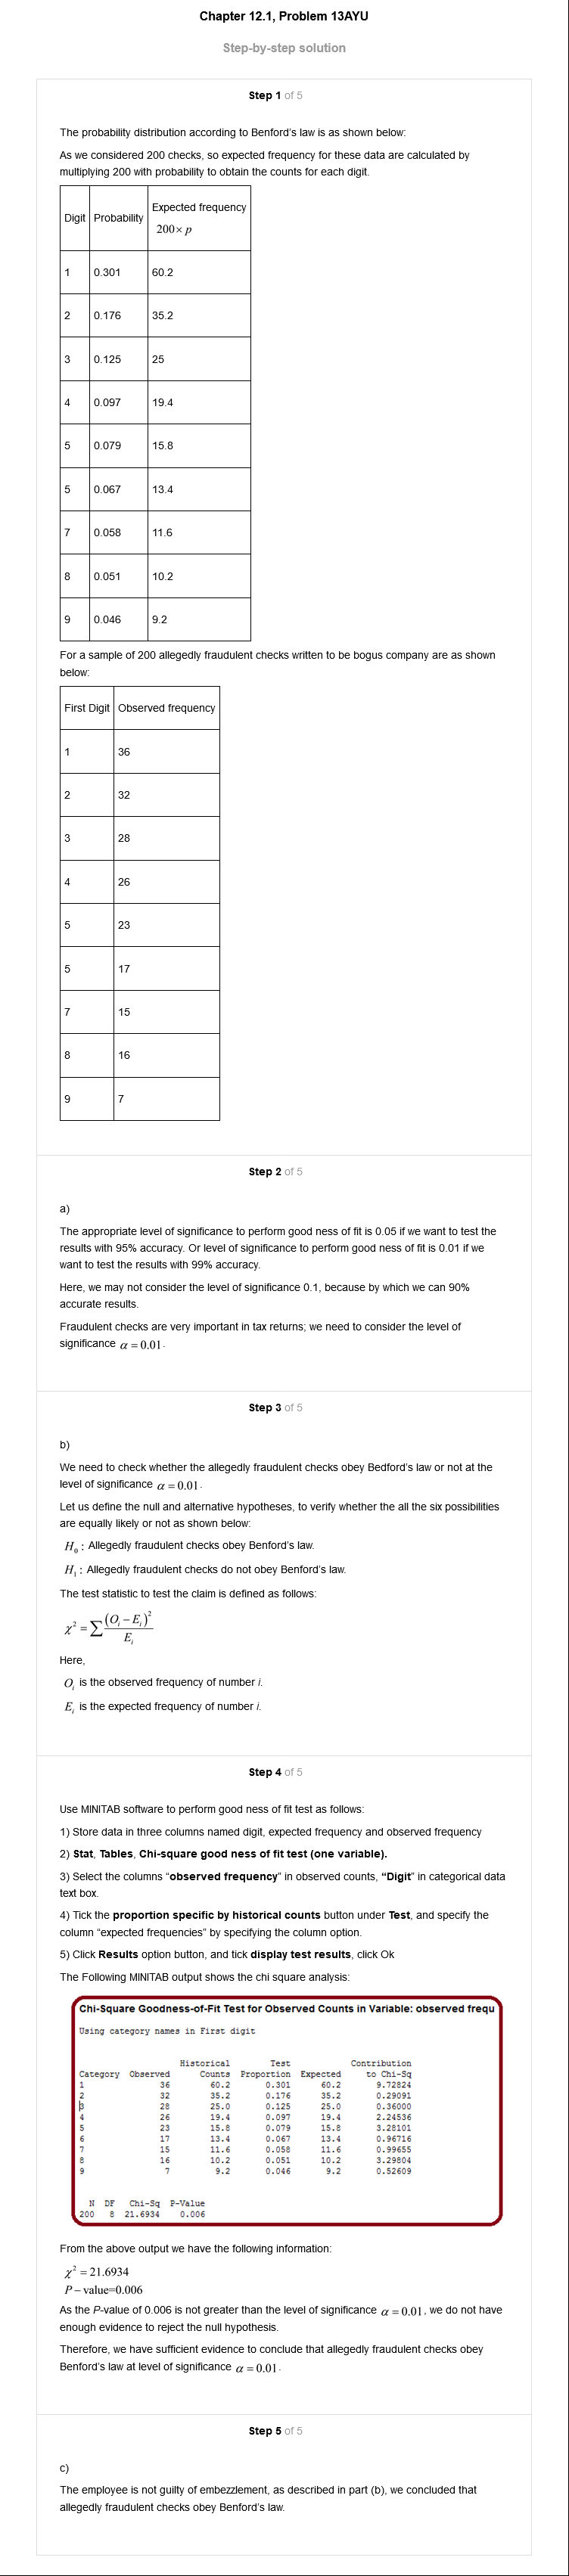 Chapter 12.1, Problem 13AYU
Step-by-step solution
Step 1 of 5
The probability distribution according to Benford's law is as shown below:
As we considered 200 checks, so expected frequency for these data are calculated by
multiplying 200 with probability to obtain the counts for each digit.
Digit Probability Expected frequency 200× p
1 0.301 60.2
2 0.176 35.2
3 0.125 25
4 0.097 19.4
5 0.079 15.8
5 0.067 13.4
7 0.058 11.6
8 0.051 10.2
9 0.046 9.2
For a sample of 200 allegedly fraudulent checks written to be bogus company are as shown
below:
First Digit Observed frequency
1 36
2 32
3 28
4 26
5 23
5 17
7 15
8 16
9 7
Step 2 of 5
a)
The appropriate level of significance to perform good ness of fit is 0.05 if we want to test the
results with 95% accuracy. Or level of significance to perform good ness of fit is 0.01 if we
want to test the results with 99% accuracy.
Here, we may not consider the level of significance 0.1, because by which we can 90%
accurate results.
Fraudulent checks are very important in tax returns; we need to consider the level of
significance α = 0.01.
Step 3 of 5
b)
We need to check whether the allegedly fraudulent checks obey Bedford's law or not at the
level of significance α = 0.01.
Let us define the null and alternative hypotheses, to verify whether the all the six possibilities
are equally likely or not as shown below:
H₀ : Allegedly fraudulent checks obey Benford's law.
H₁ : Allegedly fraudulent checks do not obey Benford's law.
The test statistic to test the claim is defined as follows:
χ² = ∑ (Oᵢ − Eᵢ)² / Eᵢ
Here,
Oᵢ is the observed frequency of number i.
Eᵢ is the expected frequency of number i.
Step 4 of 5
Use MINITAB software to perform good ness of fit test as follows:
1) Store data in three columns named digit, expected frequency and observed frequency
2) Stat, Tables, Chi-square good ness of fit test (one variable).
3) Select the columns "observed frequency" in observed counts, "Digit" in categorical data
text box.
4) Tick the proportion specific by historical counts button under Test, and specify the
column "expected frequencies" by specifying the column option.
5) Click Results option button, and tick display test results, click Ok
The Following MINITAB output shows the chi square analysis:
Chi-Square Goodness-of-Fit Test for Observed Counts in Variable: observed frequ
Using category names in First digit
Historical Test Contribution
Category Observed Counts Proportion Expected to Chi-Sq
1 36 60.2 0.301 60.2 9.72824
2 32 35.2 0.176 35.2 0.29091
3 28 25.0 0.125 25.0 0.36000
4 26 19.4 0.097 19.4 2.24536
5 23 15.8 0.079 15.8 3.28101
6 17 13.4 0.067 13.4 0.96716
7 15 11.6 0.058 11.6 0.99655
8 16 10.2 0.051 10.2 3.29804
9 7 9.2 0.046 9.2 0.52609
N DF Chi-Sq P-Value
200 8 21.6934 0.006
From the above output we have the following information:
χ² = 21.6934
P − value=0.006
As the P-value of 0.006 is not greater than the level of significance α = 0.01, we do not have
enough evidence to reject the null hypothesis.
Therefore, we have sufficient evidence to conclude that allegedly fraudulent checks obey
Benford's law at level of significance α = 0.01.
Step 5 of 5
c)
The employee is not guilty of embezzlement, as described in part (b), we concluded that
allegedly fraudulent checks obey Benford's law.